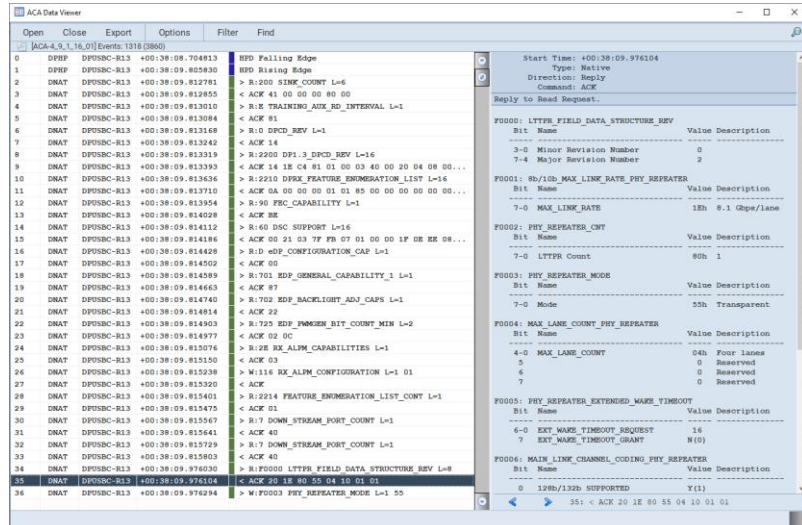 ACA Data Viewer
Open Close Export Options Filter Find
[ACA-4_9_1_16_01] Events: 1318 (3860)
0 DPHP DPUSBC-R13 +00:38:08.704813 HPD Falling Edge
1 DPHP DPUSBC-R13 +00:38:09.805830 HPD Rising Edge
2 DNAT DPUSBC-R13 +00:38:09.812781 > R:200 SINK_COUNT L=6
3 DNAT DPUSBC-R13 +00:38:09.812855 < ACK 41 00 00 00 80 00
4 DNAT DPUSBC-R13 +00:38:09.813010 > R:E TRAINING_AUX_RD_INTERVAL L=1
5 DNAT DPUSBC-R13 +00:38:09.813084 < ACK 81
6 DNAT DPUSBC-R13 +00:38:09.813168 > R:0 DPCD_REV L=1
7 DNAT DPUSBC-R13 +00:38:09.813242 < ACK 14
8 DNAT DPUSBC-R13 +00:38:09.813319 > R:2200 DP1.3_DPCD_REV L=16
9 DNAT DPUSBC-R13 +00:38:09.813393 < ACK 14 1E C4 81 01 00 03 40 00 20 04 08 00...
10 DNAT DPUSBC-R13 +00:38:09.813636 > R:2210 DPRX_FEATURE_ENUMERATION_LIST L=16
11 DNAT DPUSBC-R13 +00:38:09.813710 < ACK 0A 00 00 00 01 01 85 00 00 00 00 00 00...
12 DNAT DPUSBC-R13 +00:38:09.813954 > R:90 FEC_CAPABILITY L=1
13 DNAT DPUSBC-R13 +00:38:09.814028 < ACK BE
14 DNAT DPUSBC-R13 +00:38:09.814112 > R:60 DSC SUPPORT L=16
15 DNAT DPUSBC-R13 +00:38:09.814186 < ACK 00 21 03 7F FB 07 01 00 00 1F 0E EE 08...
16 DNAT DPUSBC-R13 +00:38:09.814428 > R:D eDP_CONFIGURATION_CAP L=1
17 DNAT DPUSBC-R13 +00:38:09.814502 < ACK 00
18 DNAT DPUSBC-R13 +00:38:09.814589 > R:701 EDP_GENERAL_CAPABILITY_1 L=1
19 DNAT DPUSBC-R13 +00:38:09.814663 < ACK 87
20 DNAT DPUSBC-R13 +00:38:09.814740 > R:702 EDP_BACKLIGHT_ADJ_CAPS L=1
21 DNAT DPUSBC-R13 +00:38:09.814814 < ACK 22
22 DNAT DPUSBC-R13 +00:38:09.814903 > R:725 EDP_PWMGEN_BIT_COUNT_MIN L=2
23 DNAT DPUSBC-R13 +00:38:09.814977 < ACK 02 0C
24 DNAT DPUSBC-R13 +00:38:09.815076 > R:2E RX_ALPM_CAPABILITIES L=1
25 DNAT DPUSBC-R13 +00:38:09.815150 < ACK 03
26 DNAT DPUSBC-R13 +00:38:09.815238 > W:116 RX_ALPM_CONFIGURATION L=1 01
27 DNAT DPUSBC-R13 +00:38:09.815320 < ACK
28 DNAT DPUSBC-R13 +00:38:09.815401 > R:2214 FEATURE_ENUMERATION_LIST_CONT L=1
29 DNAT DPUSBC-R13 +00:38:09.815475 < ACK 01
30 DNAT DPUSBC-R13 +00:38:09.815567 > R:7 DOWN_STREAM_PORT_COUNT L=1
31 DNAT DPUSBC-R13 +00:38:09.815641 < ACK 40
32 DNAT DPUSBC-R13 +00:38:09.815729 > R:7 DOWN_STREAM_PORT_COUNT L=1
33 DNAT DPUSBC-R13 +00:38:09.815803 < ACK 40
34 DNAT DPUSBC-R13 +00:38:09.976030 > R:F0000 LTTPR_FIELD_DATA_STRUCTURE_REV L=8
35 DNAT DPUSBC-R13 +00:38:09.976104 < ACK 20 1E 80 55 04 10 01 01
36 DNAT DPUSBC-R13 +00:38:09.976294 > W:F0003 PHY_REPEATER_MODE L=1 55
Start Time: +00:38:09.976104
Type: Native
Direction: Reply
Command: ACK
Reply to Read Request.
F0000: LTTPR_FIELD_DATA_STRUCTURE_REV
Bit Name Value Description
3-0 Minor Revision Number 0
7-4 Major Revision Number 2
F0001: 8b/10b_MAX_LINK_RATE_PHY_REPEATER
Bit Name Value Description
7-0 MAX_LINK_RATE 1Eh 8.1 Gbps/lane
F0002: PHY_REPEATER_CNT
Bit Name Value Description
7-0 LTTPR Count 80h 1
F0003: PHY_REPEATER_MODE
Bit Name Value Description
7-0 Mode 55h Transparent
F0004: MAX_LANE_COUNT_PHY_REPEATER
Bit Name Value Description
4-0 MAX_LANE_COUNT 04h Four lanes
5 0 Reserved
6 0 Reserved
7 0 Reserved
F0005: PHY_REPEATER_EXTENDED_WAKE_TIMEOUT
Bit Name Value Description
6-0 EXT_WAKE_TIMEOUT_REQUEST 16
7 EXT_WAKE_TIMEOUT_GRANT N(0)
F0006: MAIN_LINK_CHANNEL_CODING_PHY_REPEATER
Bit Name Value Description
0 128b/132b SUPPORTED Y(1)
35: < ACK 20 1E 80 55 04 10 01 01